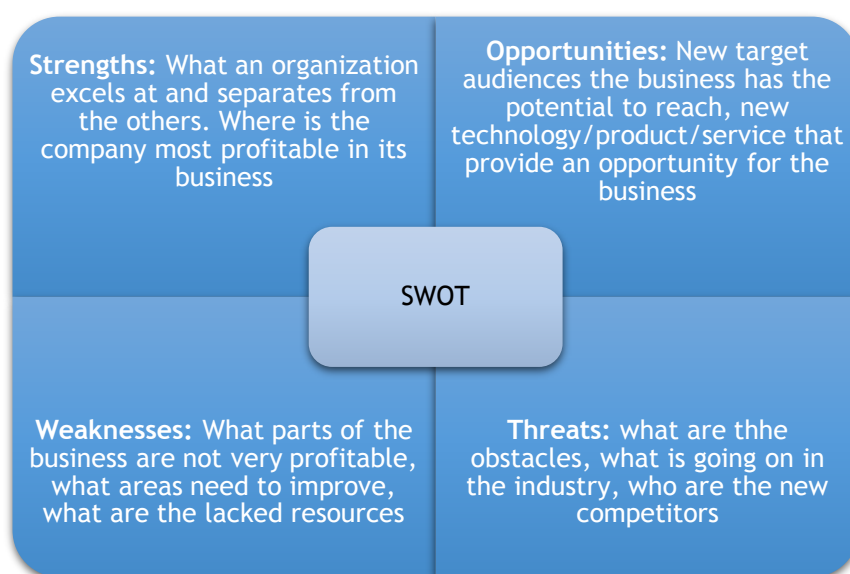 Strengths: What an organization
excels at and separates from
the others. Where is the
company most profitable in its
business
Opportunities: New target
audiences the business has the
potential to reach, new
technology/product/service that
provide an opportunity for the
business
SWOT
Weaknesses: What parts of the
business are not very profitable,
what areas need to improve,
what are the lacked resources
Threats: what are thhe
obstacles, what is going on in
the industry, who are the new
competitors